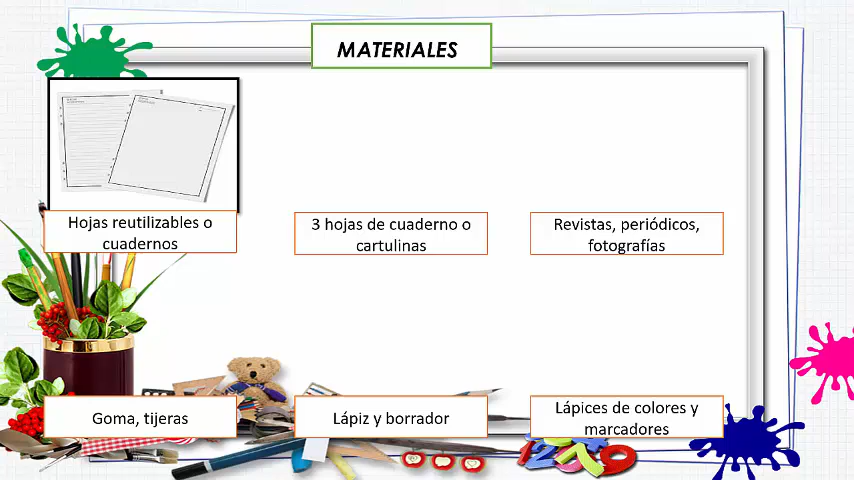 MATERIALES
Hojas reutilizables o
cuadernos
3 hojas de cuaderno o
cartulinas
Revistas, periódicos,
fotografías
Goma, tijeras
Lápiz y borrador
Lápices de colores y
marcadores